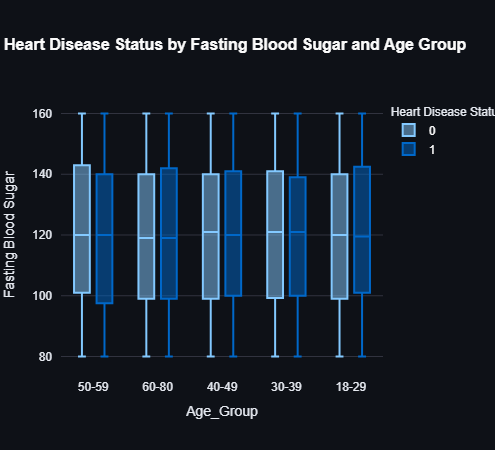 Heart Disease Status by Fasting Blood Sugar and Age Group
Heart Disease Statu
0
1
Fasting Blood Sugar
160
140
120
100
80
50-59 60-80 40-49 30-39 18-29
Age_Group